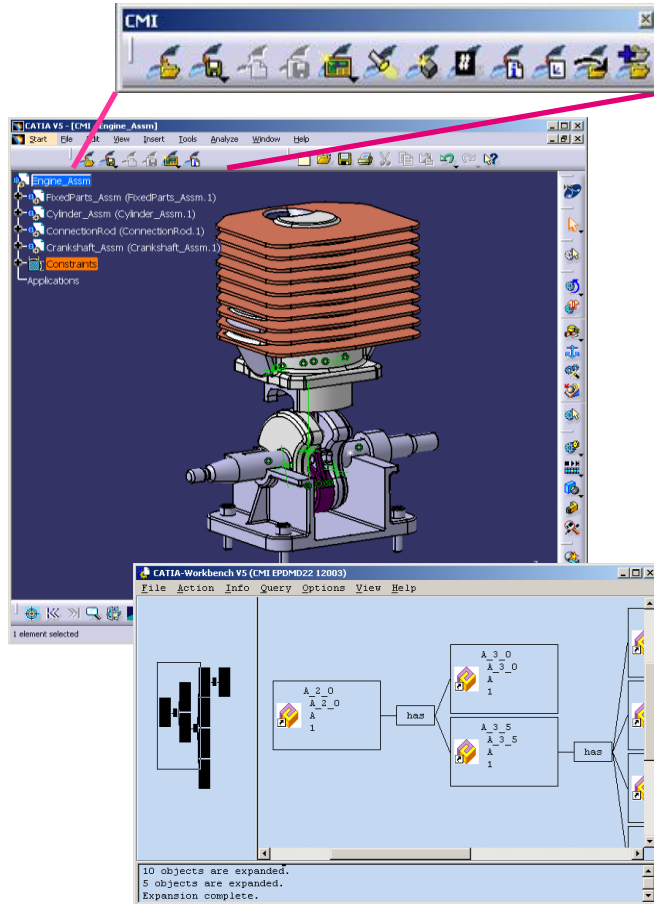 CMI
CATIA V5 - [CMI_Engine_Assm]
Start File Edit View Insert Tools Analyze Window Help
Engine_Assm
FixedParts_Assm (FixedParts_Assm.1)
Cylinder_Assm (Cylinder_Assm.1)
ConnectionRod (ConnectionRod.1)
Crankshaft_Assm (Crankshaft_Assm.1)
Constraints
Applications
1 element selected
CATIA-Workbench V5 (CMI EPDMD22 12003)
File Action Info Query Options View Help
A_2_0
A_2_0
A
1
has
A_3_0
A_3_0
A
1
A_3_5
A_3_5
A
1
has
10 objects are expanded.
5 objects are expanded.
Expansion complete.